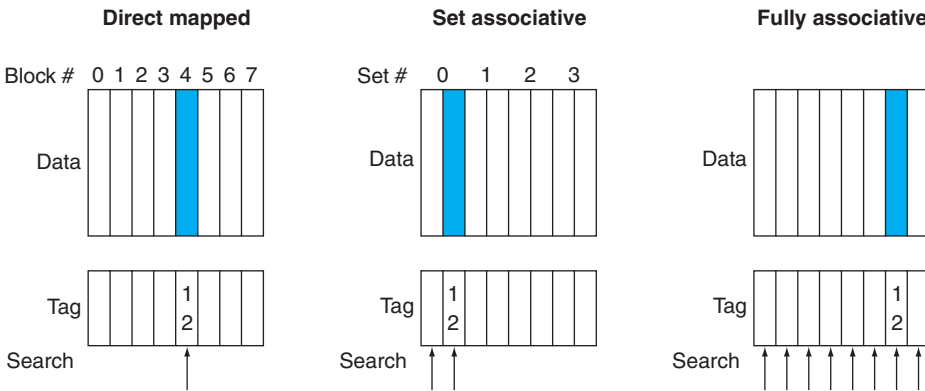 Direct mapped
Block # 0 1 2 3 4 5 6 7
Data
Tag
1
2
Search
Set associative
Set # 0 1 2 3
Data
Tag
1
2
Search
Fully associative
Data
Tag
1
2
Search